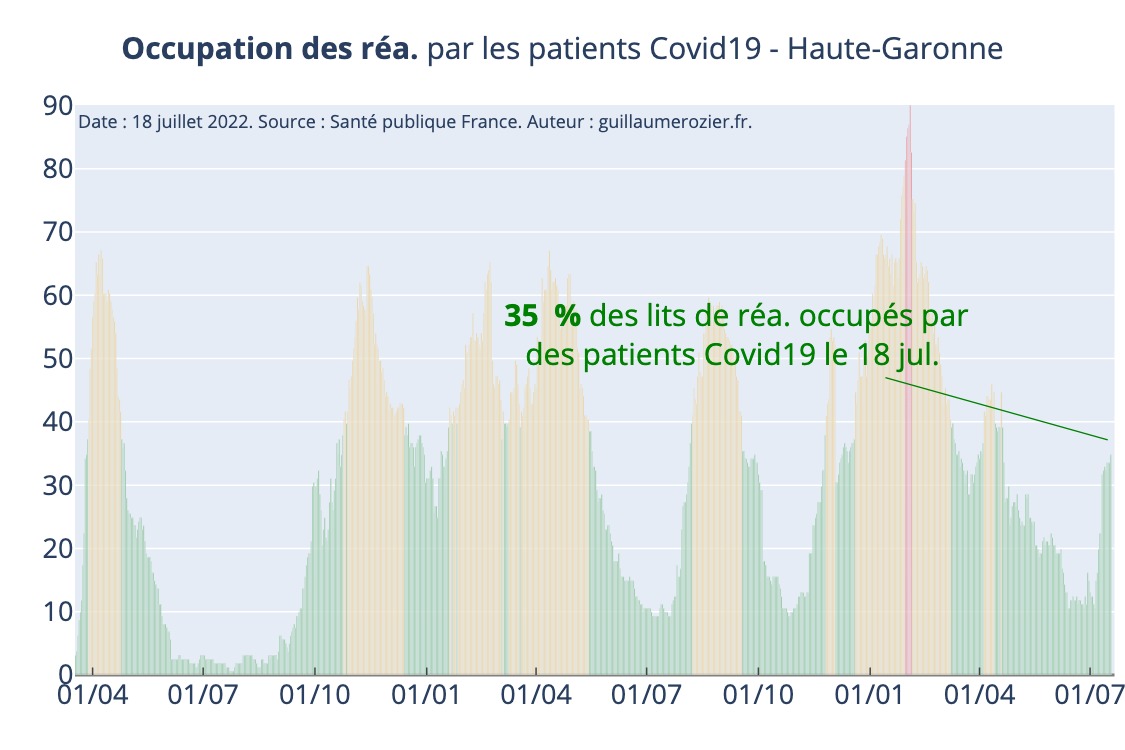 Occupation des réa. par les patients Covid19 - Haute-Garonne
90
Date : 18 juillet 2022. Source : Santé publique France. Auteur : guillaumerozier.fr.
80
70
60
35 % des lits de réa. occupés par
des patients Covid19 le 18 jul.
50
40
30
20
10
0
01/04 01/07 01/10 01/01 01/04 01/07 01/10 01/01 01/04 01/07